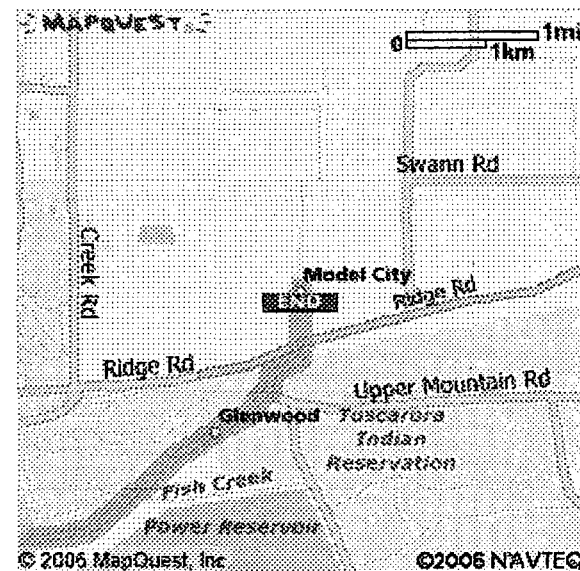 MAPQUEST
1mi
0
1km
Swann Rd
Creek Rd
Model City
END
Ridge Rd
Ridge Rd
Upper Mountain Rd
Glenwood
Tuscarora
Indian
Reservation
Fish Creek
Power Reservoir
© 2006 MapQuest, Inc
©2006 NAVTEQ